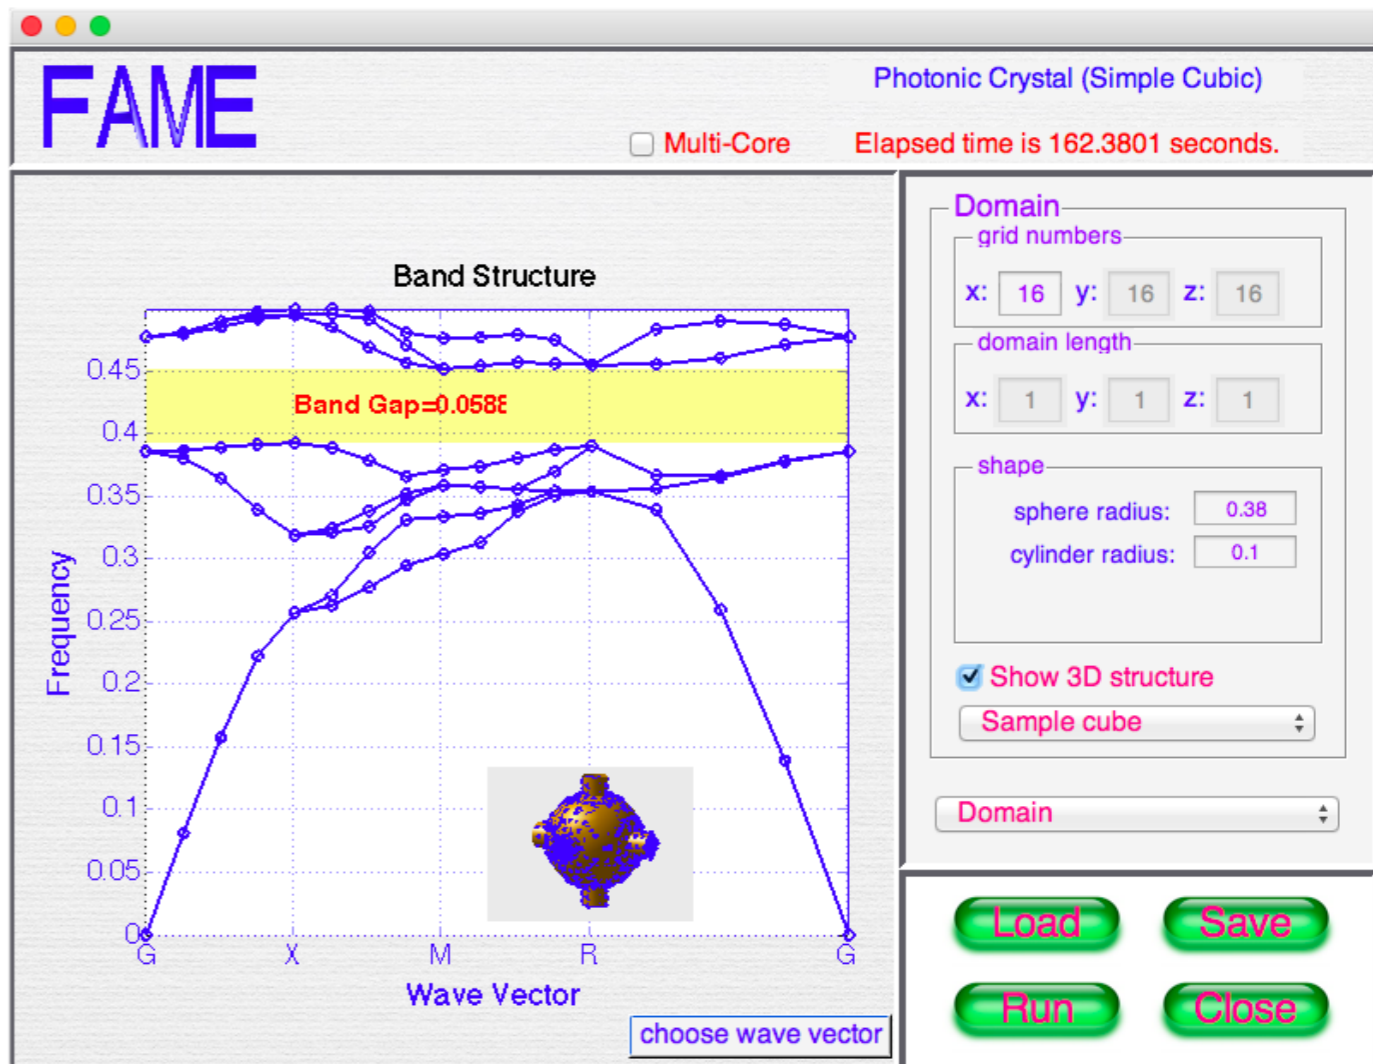 FAME
Photonic Crystal (Simple Cubic)
Multi-Core
Elapsed time is 162.3801 seconds.
Band Structure
Band Gap=0.0588
0.45
0.4
0.35
0.3
0.25
0.2
0.15
0.1
0.05
0
G X M R G
Frequency
Wave Vector
choose wave vector
Domain
grid numbers
x: 16 y: 16 z: 16
domain length
x: 1 y: 1 z: 1
shape
sphere radius: 0.38
cylinder radius: 0.1
Show 3D structure
Sample cube
Domain
Load Save
Run Close